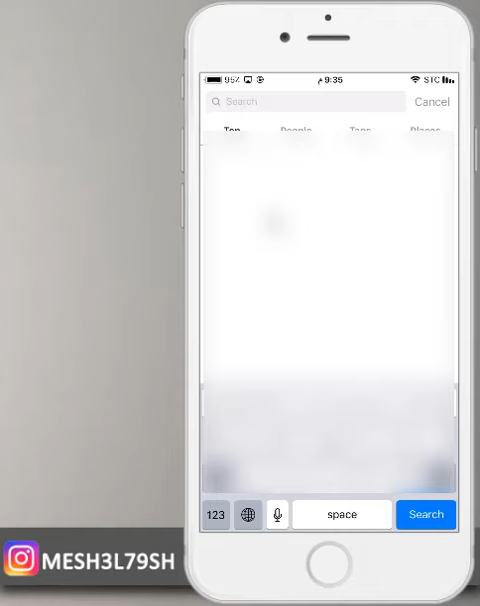 95% م 9:35 STC
Search
Cancel
Top People Tags Places
123 space Search
MESH3L79SH